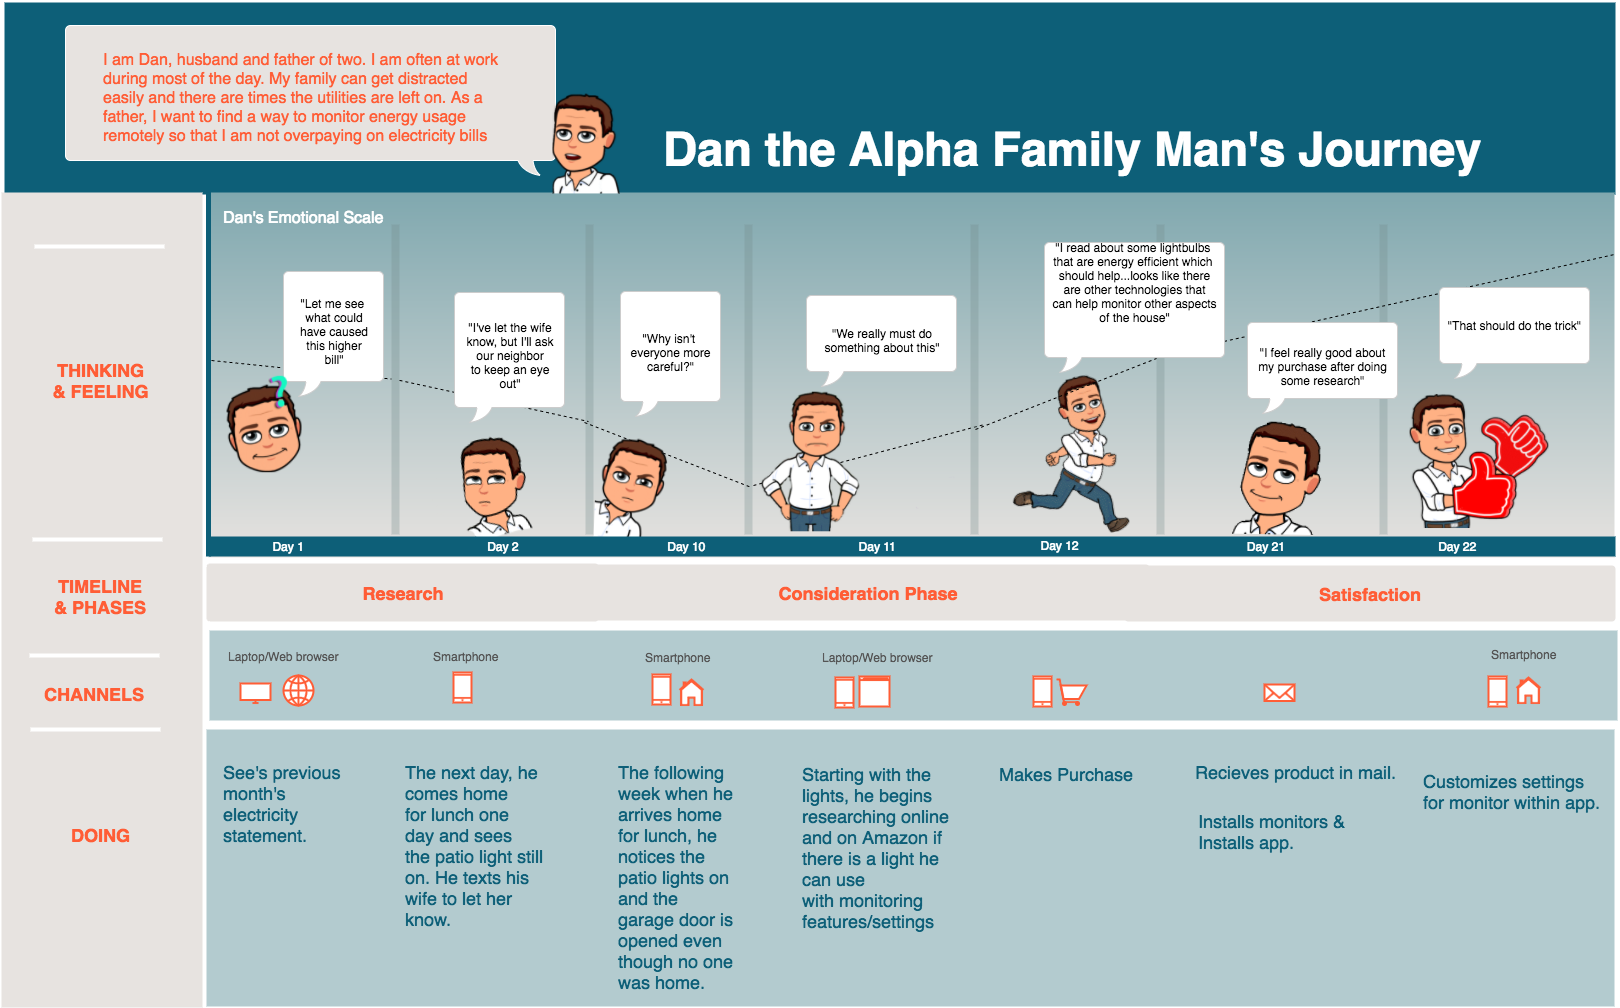 I am Dan, husband and father of two. I am often at work
during most of the day. My family can get distracted
easily and there are times the utilities are left on. As a
father, I want to find a way to monitor energy usage
remotely so that I am not overpaying on electricity bills
Dan the Alpha Family Man's Journey
Dan's Emotional Scale
THINKING
& FEELING
"Let me see
what could
have caused
this higher
bill"
?
"I've let the wife
know, but I'll ask
our neighbor
to keep an eye
out"
"Why isn't
everyone more
careful?"
"We really must do
something about this"
"I read about some lightbulbs
that are energy efficient which
should help...looks like there
are other technologies that
can help monitor other aspects
of the house"
"I feel really good about
my purchase after doing
some research"
"That should do the trick"
Day 1
Day 2
Day 10
Day 11
Day 12
Day 21
Day 22
TIMELINE
& PHASES
Research
Consideration Phase
Satisfaction
CHANNELS
Laptop/Web browser
Smartphone
Smartphone
Laptop/Web browser
Smartphone
DOING
See's previous
month's
electricity
statement.
The next day, he
comes home
for lunch one
day and sees
the patio light still
on. He texts his
wife to let her
know.
The following
week when he
arrives home
for lunch, he
notices the
patio lights on
and the
garage door is
opened even
though no one
was home.
Starting with the
lights, he begins
researching online
and on Amazon if
there is a light he
can use
with monitoring
features/settings
Makes Purchase
Recieves product in mail.
Installs monitors &
Installs app.
Customizes settings
for monitor within app.